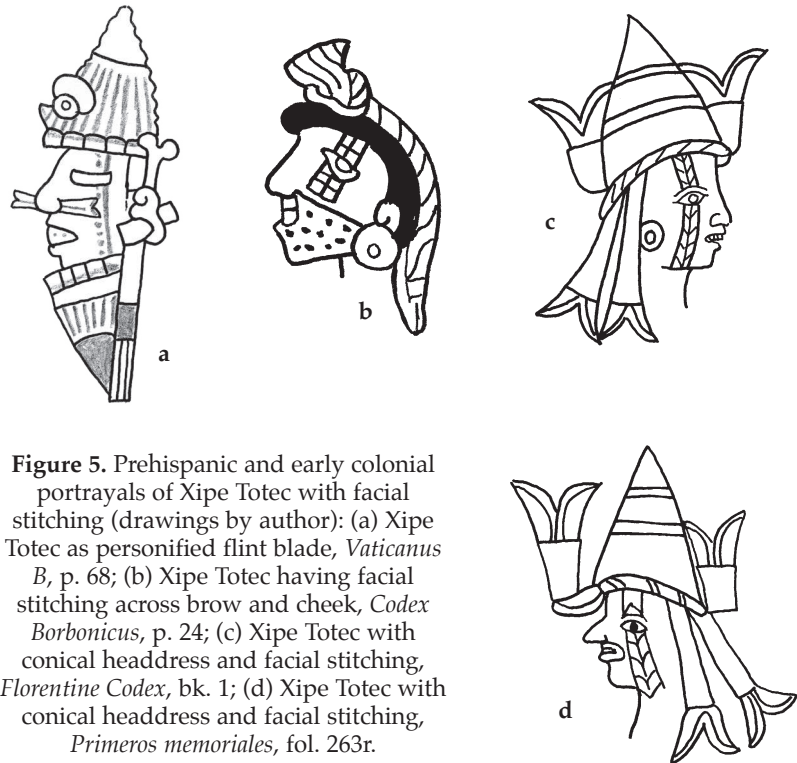 a
b
c
d
Figure 5. Prehispanic and early colonial
portrayals of Xipe Totec with facial
stitching (drawings by author): (a) Xipe
Totec as personified flint blade, Vaticanus
B, p. 68; (b) Xipe Totec having facial
stitching across brow and cheek, Codex
Borbonicus, p. 24; (c) Xipe Totec with
conical headdress and facial stitching,
Florentine Codex, bk. 1; (d) Xipe Totec with
conical headdress and facial stitching,
Primeros memoriales, fol. 263r.